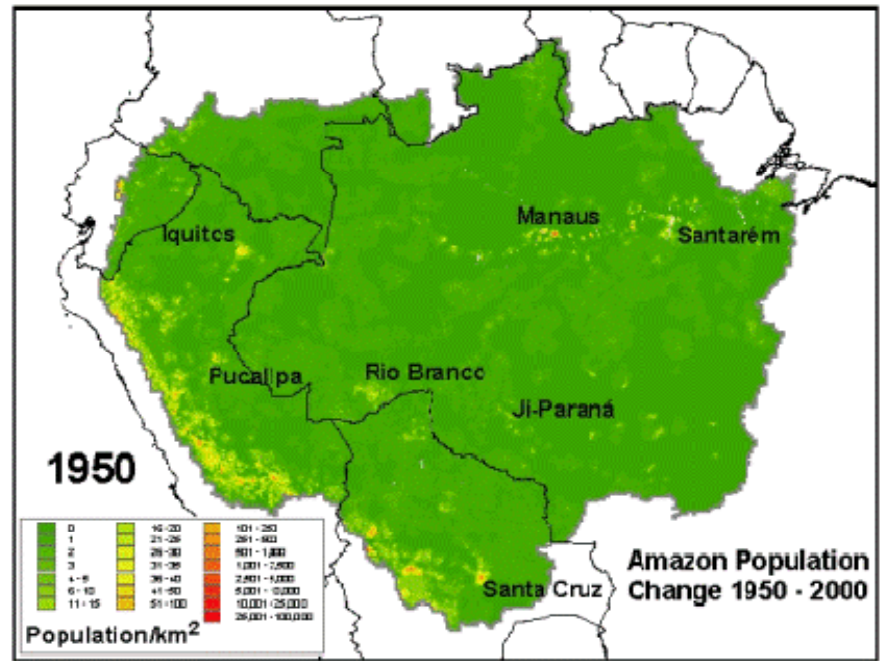 Manaus
Iquitos
Santarém
Pucallpa
Rio Branco
Ji-Paraná
1950
0
1
2
3
4 - 5
6 - 10
11 - 15
16 - 20
21 - 25
26 - 30
31 - 35
36 - 40
41 - 50
51 - 100
101 - 250
251 - 500
501 - 1,000
1,001 - 2,500
2,501 - 5,000
5,001 - 10,000
10,001 - 25,000
25,001 - 100,000
Population/km²
Santa Cruz
Amazon Population
Change 1950 - 2000